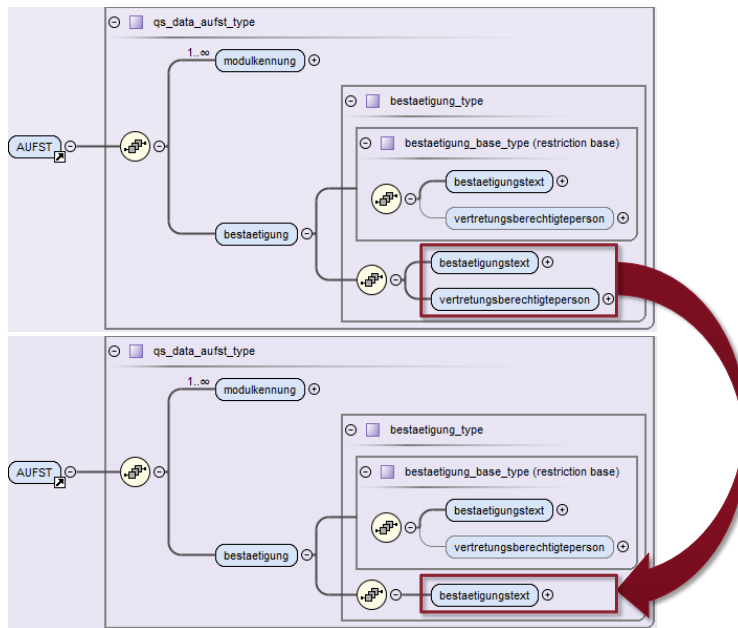 qs_data_aufst_type
1..∞
modulkennung
bestaetigung_type
bestaetigung_base_type (restriction base)
AUFST
bestaetigungstext
vertretungsberechtigteperson
bestaetigung
bestaetigungstext
vertretungsberechtigteperson
qs_data_aufst_type
1..∞
modulkennung
bestaetigung_type
bestaetigung_base_type (restriction base)
AUFST
bestaetigungstext
vertretungsberechtigteperson
bestaetigung
bestaetigungstext